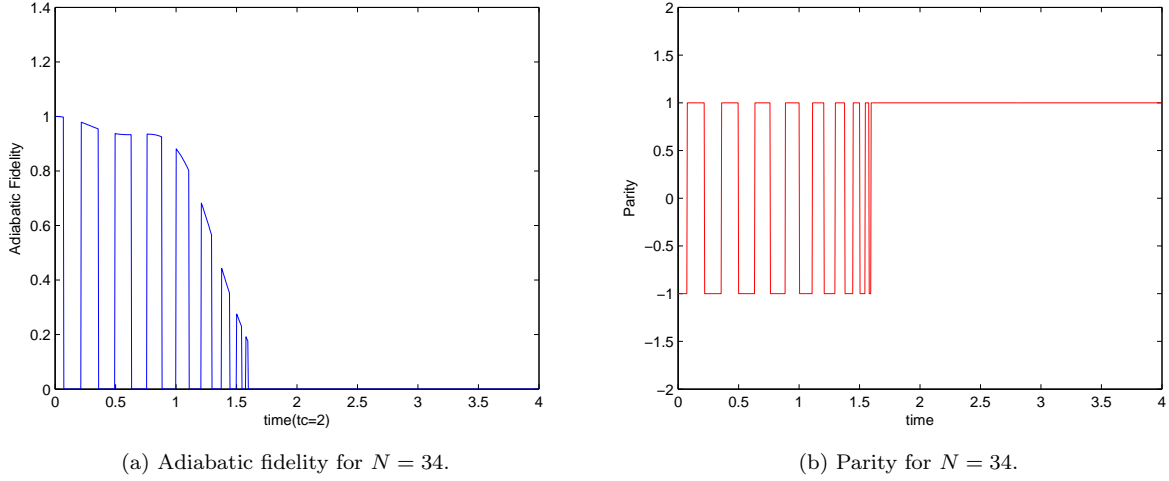 1.4
1.2
1
0.8
0.6
0.4
0.2
0
Adiabatic Fidelity
0 0.5 1 1.5 2 2.5 3 3.5 4
time(tc=2)
(a) Adiabatic fidelity for N = 34.
2
1.5
1
0.5
0
−0.5
−1
−1.5
−2
Parity
0 0.5 1 1.5 2 2.5 3 3.5 4
time
(b) Parity for N = 34.